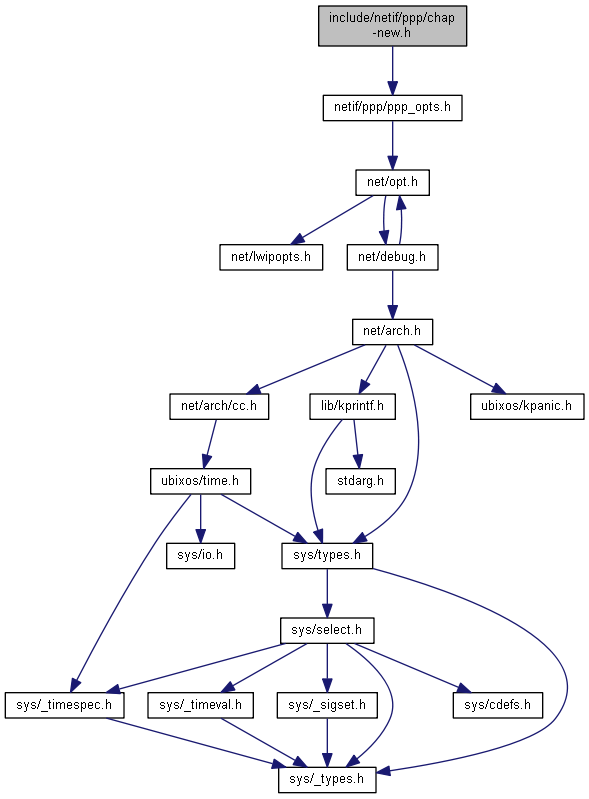 include/netif/ppp/chap
-new.h
netif/ppp/ppp_opts.h
net/opt.h
net/lwipopts.h
net/debug.h
net/arch.h
net/arch/cc.h
lib/kprintf.h
ubixos/kpanic.h
ubixos/time.h
stdarg.h
sys/io.h
sys/types.h
sys/select.h
sys/_timespec.h
sys/_timeval.h
sys/_sigset.h
sys/cdefs.h
sys/_types.h